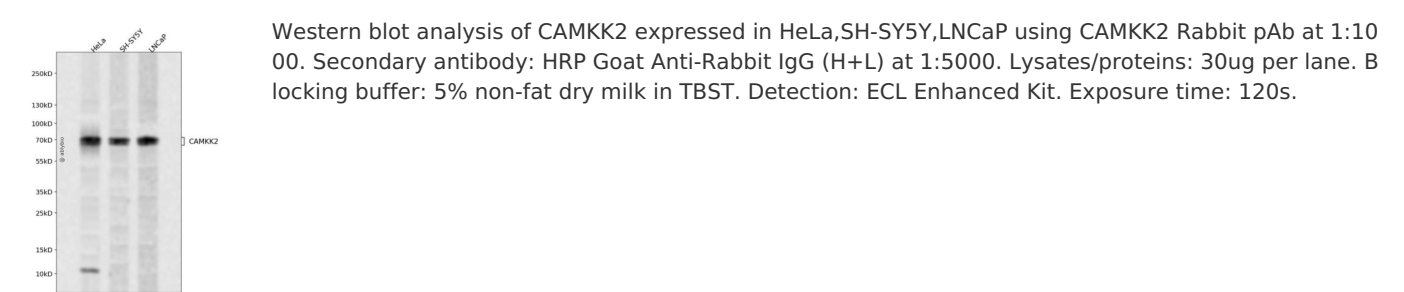 HeLa
SH-SY5Y
LNCaP
250kD
130kD
100kD
70kD
55kD
35kD
25kD
15kD
10kD
CAMKK2
Western blot analysis of CAMKK2 expressed in HeLa,SH-SY5Y,LNCaP using CAMKK2 Rabbit pAb at 1:10
00. Secondary antibody: HRP Goat Anti-Rabbit IgG (H+L) at 1:5000. Lysates/proteins: 30ug per lane. B
locking buffer: 5% non-fat dry milk in TBST. Detection: ECL Enhanced Kit. Exposure time: 120s.